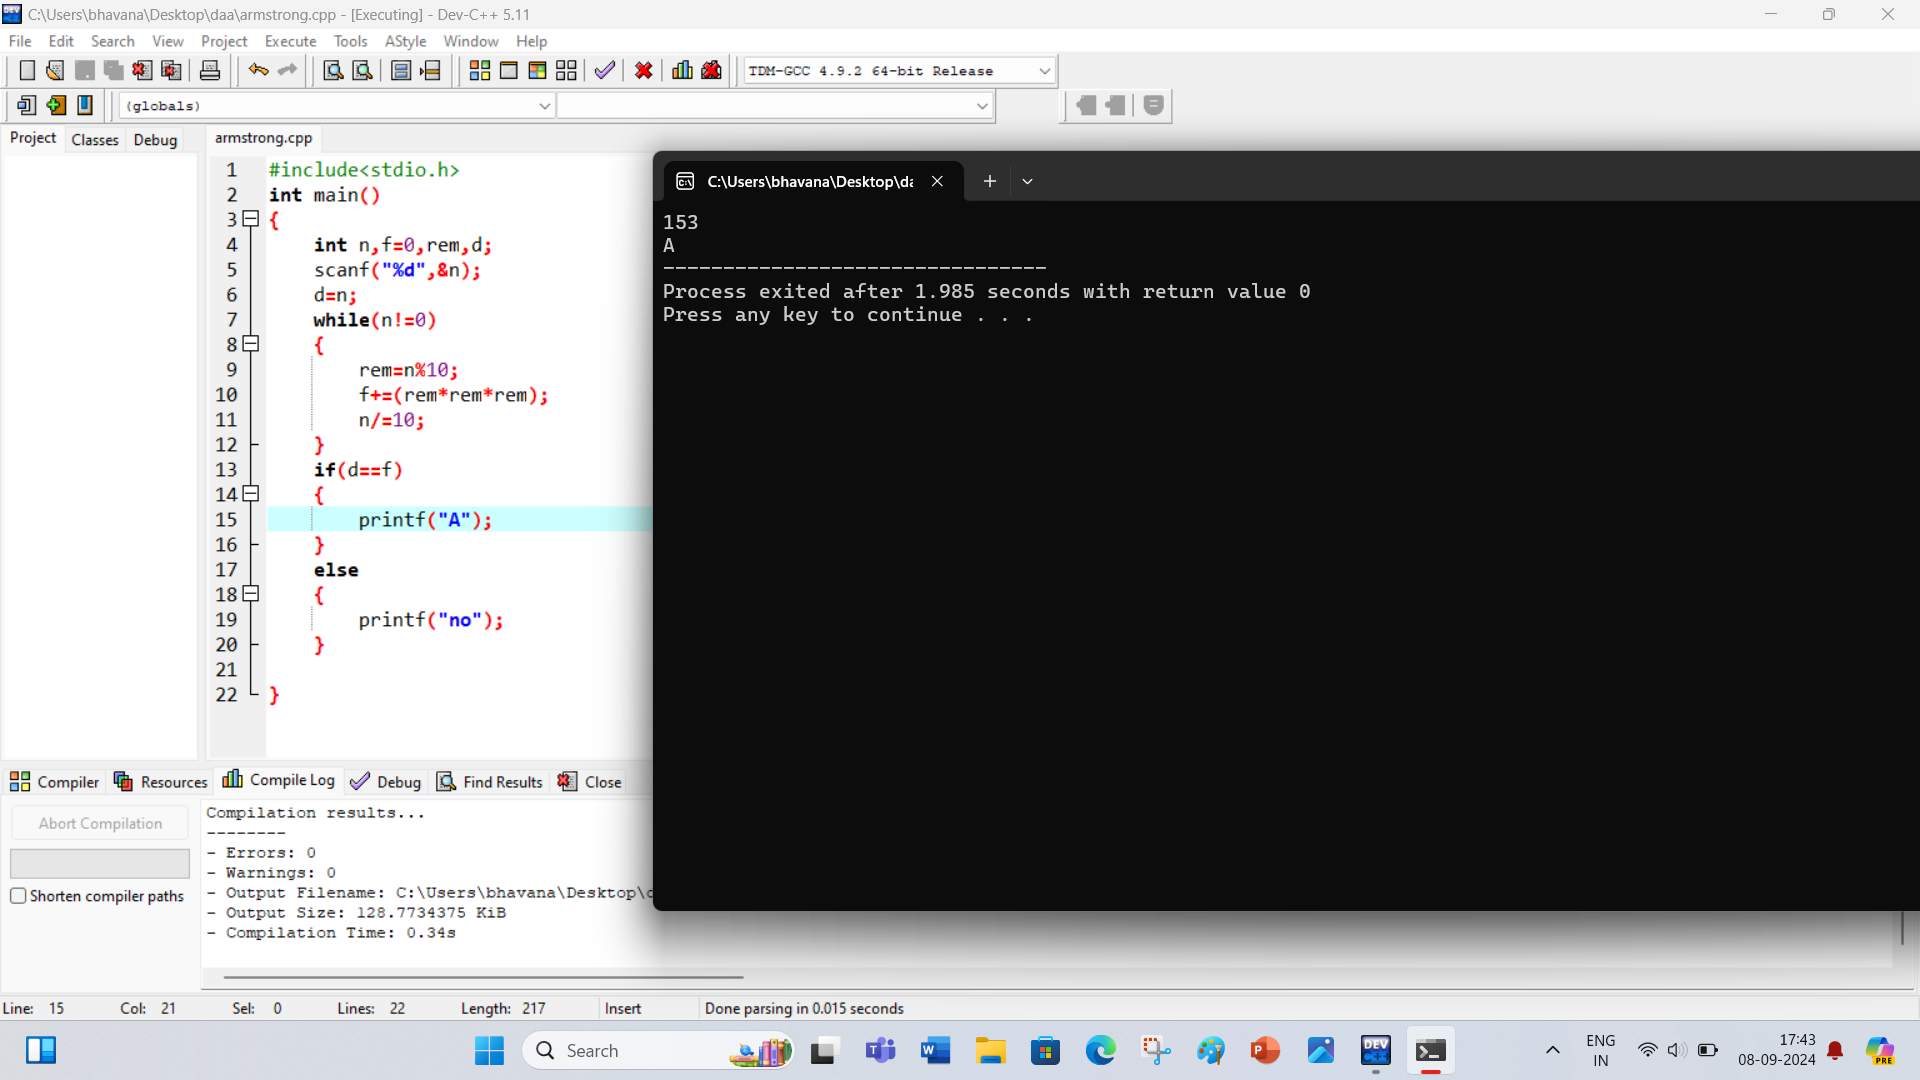 C:\Users\bhavana\Desktop\daa\armstrong.cpp - [Executing] - Dev-C++ 5.11
File Edit Search View Project Execute Tools AStyle Window Help
TDM-GCC 4.9.2 64-bit Release
(globals)
Project Classes Debug
armstrong.cpp
1 #include<stdio.h>
2 int main()
3 {
4 int n,f=0,rem,d;
5 scanf("%d",&n);
6 d=n;
7 while(n!=0)
8 {
9 rem=n%10;
10 f+=(rem*rem*rem);
11 n/=10;
12 }
13 if(d==f)
14 {
15 printf("A");
16 }
17 else
18 {
19 printf("no");
20 }
21
22 }
C:\Users\bhavana\Desktop\da
153
A
--------------------------------
Process exited after 1.985 seconds with return value 0
Press any key to continue . . .
Compiler Resources Compile Log Debug Find Results Close
Abort Compilation
Shorten compiler paths
Compilation results...
--------
- Errors: 0
- Warnings: 0
- Output Filename: C:\Users\bhavana\Desktop\
- Output Size: 128.7734375 KiB
- Compilation Time: 0.34s
Line: 15 Col: 21 Sel: 0 Lines: 22 Length: 217 Insert Done parsing in 0.015 seconds
Search
ENG
IN
17:43
08-09-2024
DEV
C++
PRE